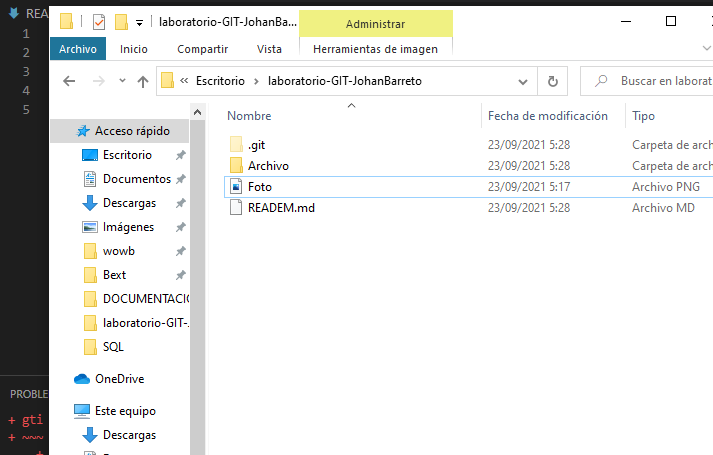 REA
laboratorio-GIT-JohanBa...
Administrar
Archivo
Inicio
Compartir
Vista
Herramientas de imagen
« Escritorio > laboratorio-GIT-JohanBarreto
Buscar en laborat
Nombre
Fecha de modificación
Tipo
.git
23/09/2021 5:28
Carpeta de arch
Archivo
23/09/2021 5:28
Carpeta de arch
Foto
23/09/2021 5:17
Archivo PNG
READEM.md
23/09/2021 5:28
Archivo MD
Acceso rápido
Escritorio
Documentos
Descargas
Imágenes
wowb
Bext
DOCUMENTACIÓ
laboratorio-GIT-J
SQL
OneDrive
Este equipo
Descargas
1
2
3
4
5
PROBLE
+ gti
+ ~~~